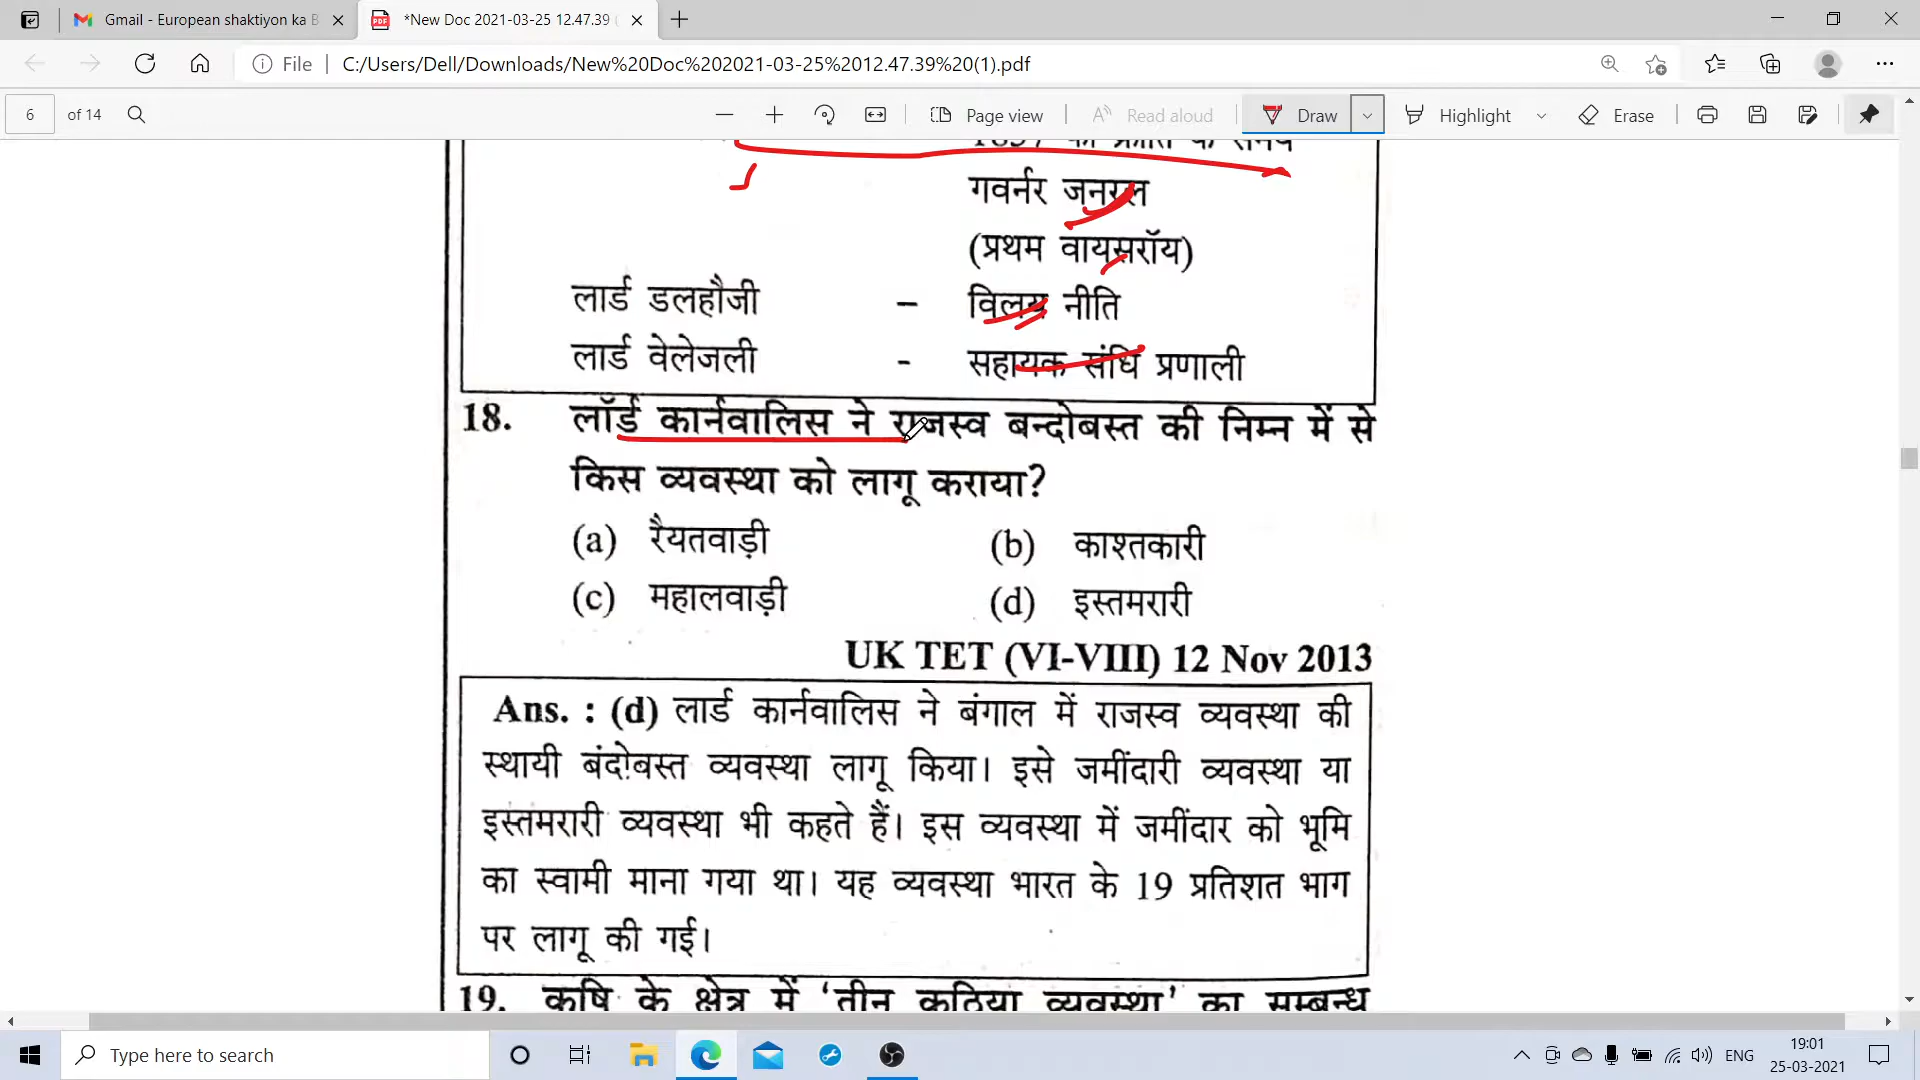 Gmail - European shaktiyon ka B
*New Doc 2021-03-25 12.47.39 (
File C:/Users/Dell/Downloads/New%20Doc%202021-03-25%2012.47.39%20(1).pdf
6 of 14 Page view Read aloud Draw Highlight Erase
1857 की क्रांति के समय
गवर्नर जनरल
(प्रथम वायसरॉय)
लार्ड डलहौजी – विलय नीति
लार्ड वेलेजली - सहायक संधि प्रणाली
18. लॉर्ड कार्नवालिस ने राजस्व बन्दोबस्त की निम्न में से
किस व्यवस्था को लागू कराया?
(a) रैयतवाड़ी (b) काश्तकारी
(c) महालवाड़ी (d) इस्तमरारी
UK TET (VI-VIII) 12 Nov 2013
Ans. : (d) लार्ड कार्नवालिस ने बंगाल में राजस्व व्यवस्था की
स्थायी बंदोबस्त व्यवस्था लागू किया। इसे जमींदारी व्यवस्था या
इस्तमरारी व्यवस्था भी कहते हैं। इस व्यवस्था में जमींदार को भूमि
का स्वामी माना गया था। यह व्यवस्था भारत के 19 प्रतिशत भाग
पर लागू की गई।
19. कृषि के क्षेत्र में ‘तीन कठिया व्यवस्था’ का सम्बन्ध
Type here to search
ENG
19:01
25-03-2021